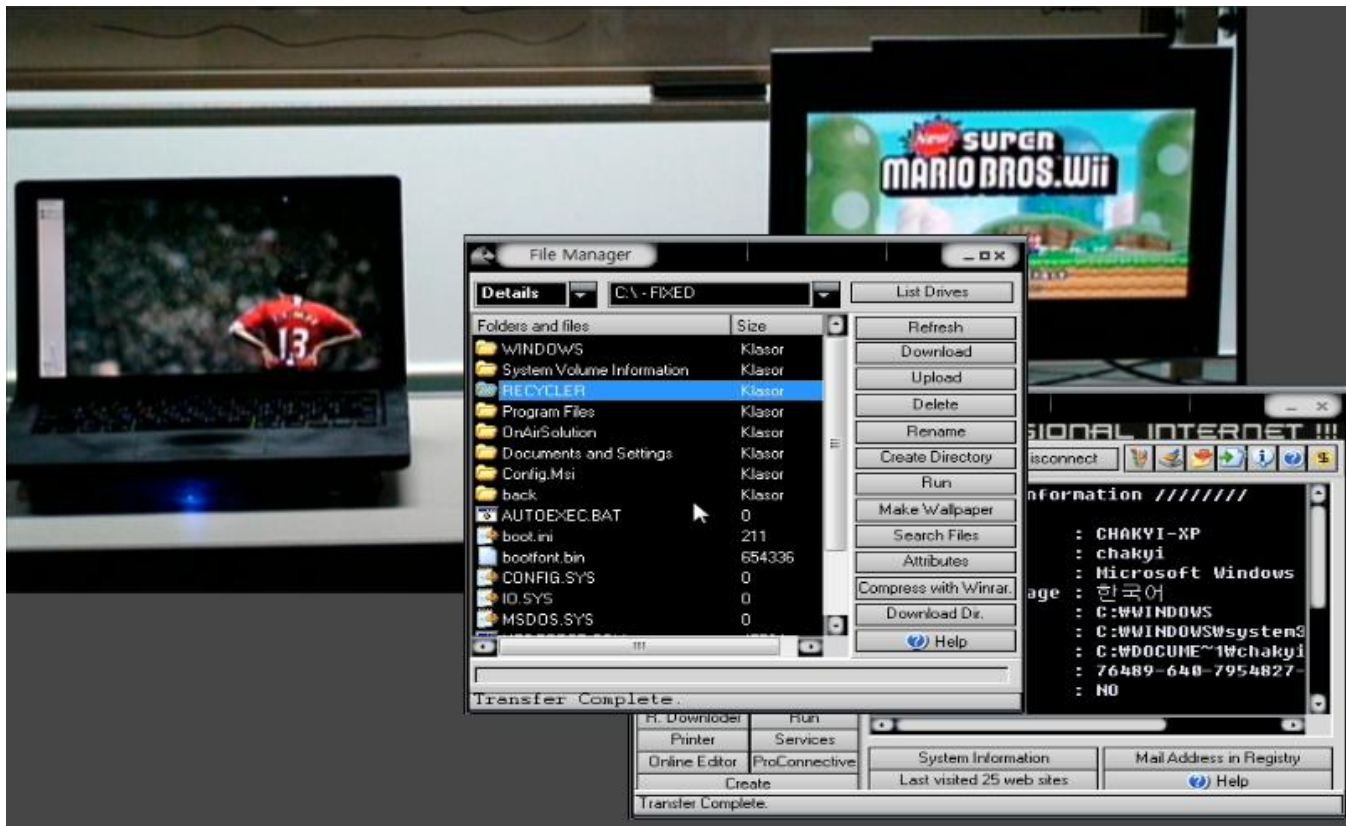 New SUPER
MARIO BROS.Wii
13
File Manager
Details
C:\ - FIXED
List Drives
Folders and files Size
WINDOWS Klasor
System Volume Information Klasor
RECYCLER Klasor
Program Files Klasor
OnAirSolution Klasor
Documents and Settings Klasor
Config.Msi Klasor
back Klasor
AUTOEXEC.BAT 0
boot.ini 211
bootfont.bin 654336
CONFIG.SYS 0
IO.SYS 0
MSDOS.SYS 0
Refresh
Download
Upload
Delete
Rename
Create Directory
Run
Make Wallpaper
Search Files
Attributes
Compress with Winrar.
Download Dir.
Help
Transfer Complete.
SIONAL INTERNET !!!
isconnect
nformation ////////
: CHAKYI-XP
: chakyi
: Microsoft Windows
age : 한국어
: C:₩WINDOWS
: C:₩WINDOWS₩system3
: C:₩DOCUME~1₩chakyi
: 76489-640-7954827-
: NO
R. Downloder Run
Printer Services
Online Editor ProConnective
Create
System Information Mail Address in Registry
Last visited 25 web sites Help
Transfer Complete.